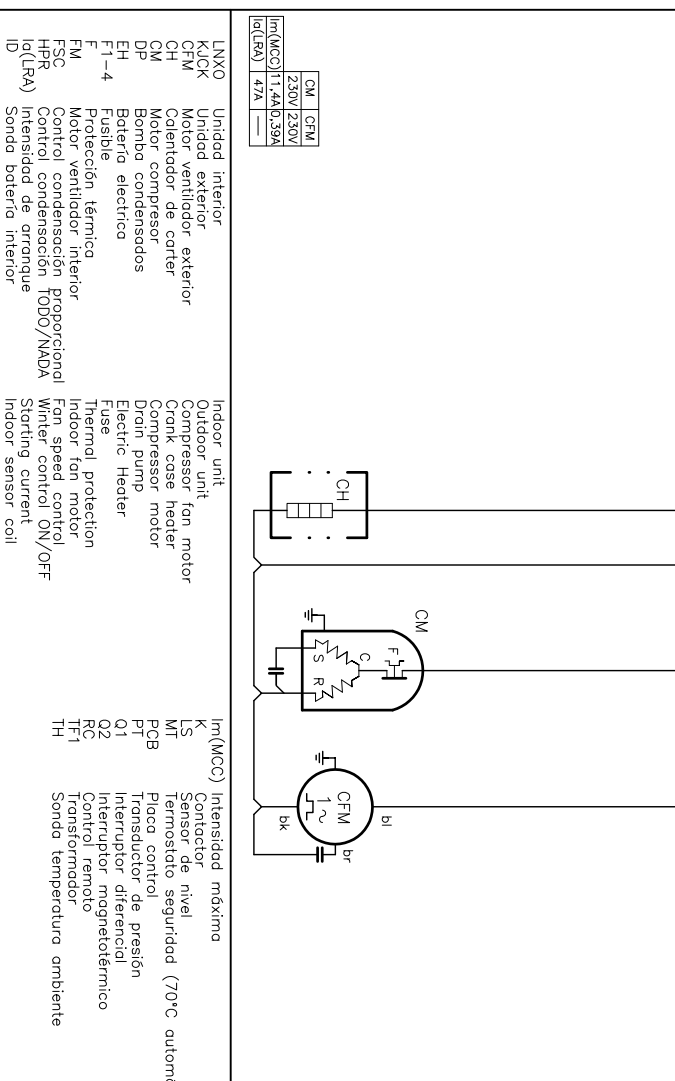 CM CFM
230V 230V
Im(MCC) 11,4A 0,39A
Ia(LRA) 47A —
CH
CM
F
C
S
R
CFM
1 ~
bl
bk
br
LNXO Unidad interior Indoor unit
KJCK Unidad exterior Outdoor unit
CFM Motor ventilador exterior Compressor fan motor
CH Calentador de carter Crank case heater
CM Motor compresor Compressor motor
DP Bomba condensados Drain pump
EH Batería electrica Electric Heater
F1-4 Fusible Fuse
F Protección térmica Thermal protection
FM Motor ventilador interior Indoor fan motor
FSC Control condensación proporcional Fan speed control
HPR Control condensación TODO/NADA Winter control ON/OFF
Ia(LRA) Intensidad de arranque Starting current
ID Sonda batería interior Indoor sensor coil
Im(MCC) Intensidad máxima
K Contactor
LS Sensor de nivel
MT Termostato seguridad (70°C
PCB Placa control
PT Transductor de presión
Q1 Interruptor diferencial
Q2 Interruptor magnetotérmico
RC Control remoto
TF1 Transformador
TH Sonda temperatura ambiente